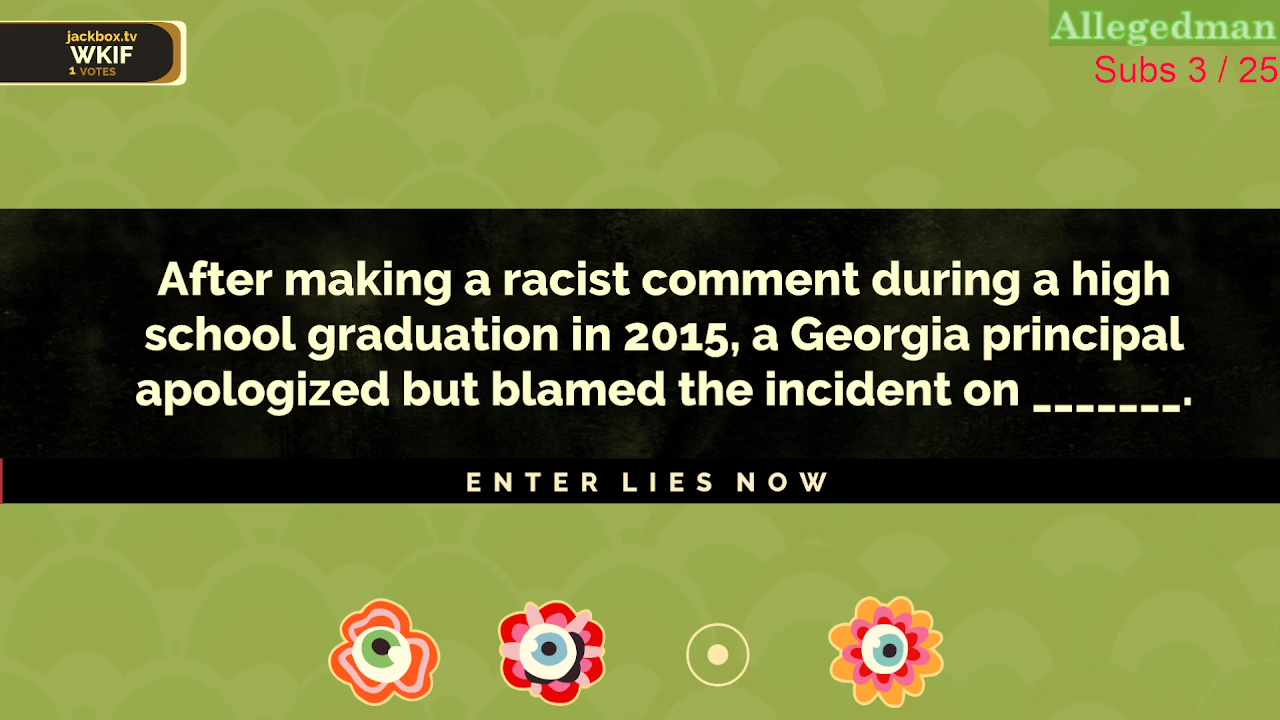 jackbox.tv
WKIF
1 VOTES
Allegedman
Subs 3 / 25
After making a racist comment during a high
school graduation in 2015, a Georgia principal
apologized but blamed the incident on _______.
ENTER LIES NOW